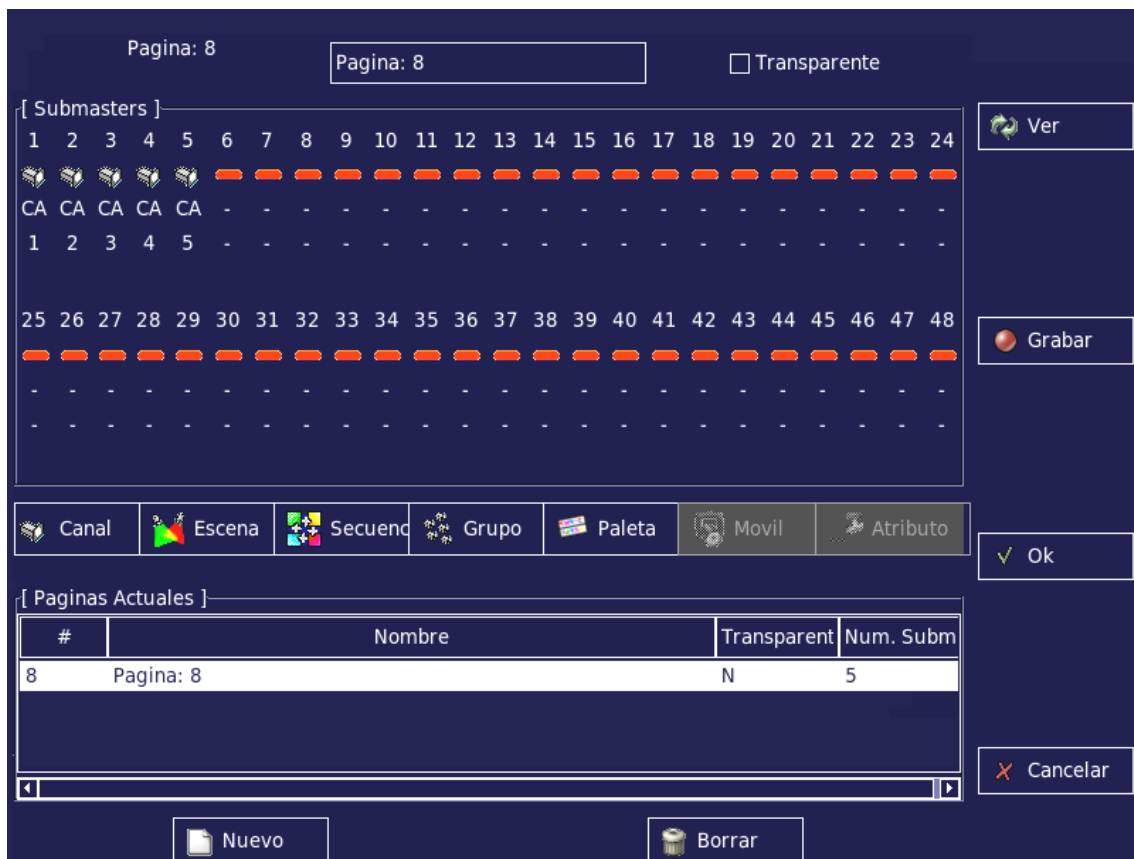 Pagina: 8
Pagina: 8
Transparente
[ Submasters ]
1 2 3 4 5 6 7 8 9 10 11 12 13 14 15 16 17 18 19 20 21 22 23 24
CA CA CA CA CA - - - - - - - - - - - - - - - - - - -
1 2 3 4 5 - - - - - - - - - - - - - - - - - - -
25 26 27 28 29 30 31 32 33 34 35 36 37 38 39 40 41 42 43 44 45 46 47 48
- - - - - - - - - - - - - - - - - - - - - - - -
- - - - - - - - - - - - - - - - - - - - - - - -
Ver
Grabar
Canal Escena Secuenc Grupo Paleta Movil Atributo
Ok
[ Paginas Actuales ]
# Nombre Transparent Num. Subm
8 Pagina: 8 N 5
Cancelar
Nuevo Borrar